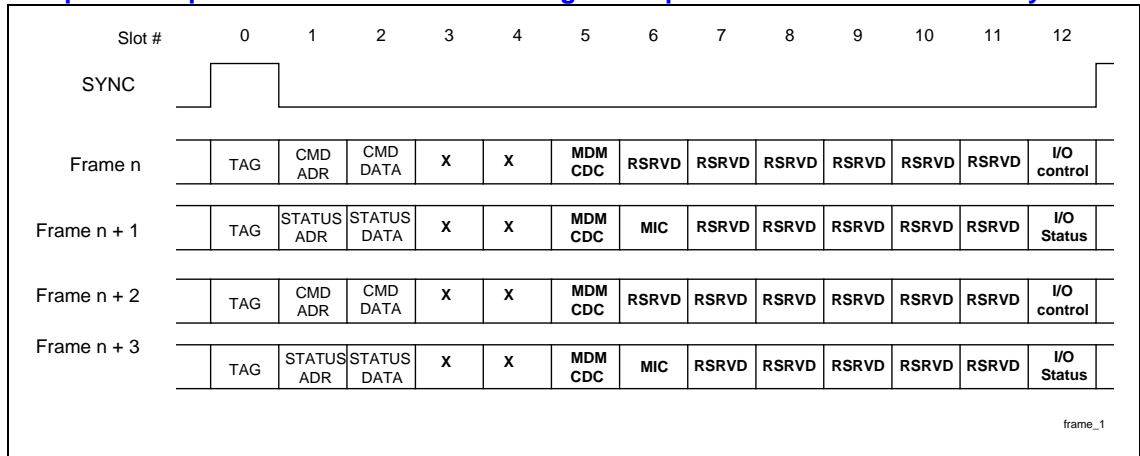 Slot # 0 1 2 3 4 5 6 7 8 9 10 11 12
SYNC
Frame n TAG CMD ADR CMD DATA X X MDM CDC RSRVD RSRVD RSRVD RSRVD RSRVD RSRVD I/O control
Frame n + 1 TAG STATUS ADR STATUS DATA X X MDM CDC MIC RSRVD RSRVD RSRVD RSRVD RSRVD I/O Status
Frame n + 2 TAG CMD ADR CMD DATA X X MDM CDC RSRVD RSRVD RSRVD RSRVD RSRVD RSRVD I/O control
Frame n + 3 TAG STATUS ADR STATUS DATA X X MDM CDC MIC RSRVD RSRVD RSRVD RSRVD RSRVD I/O Status
frame_1